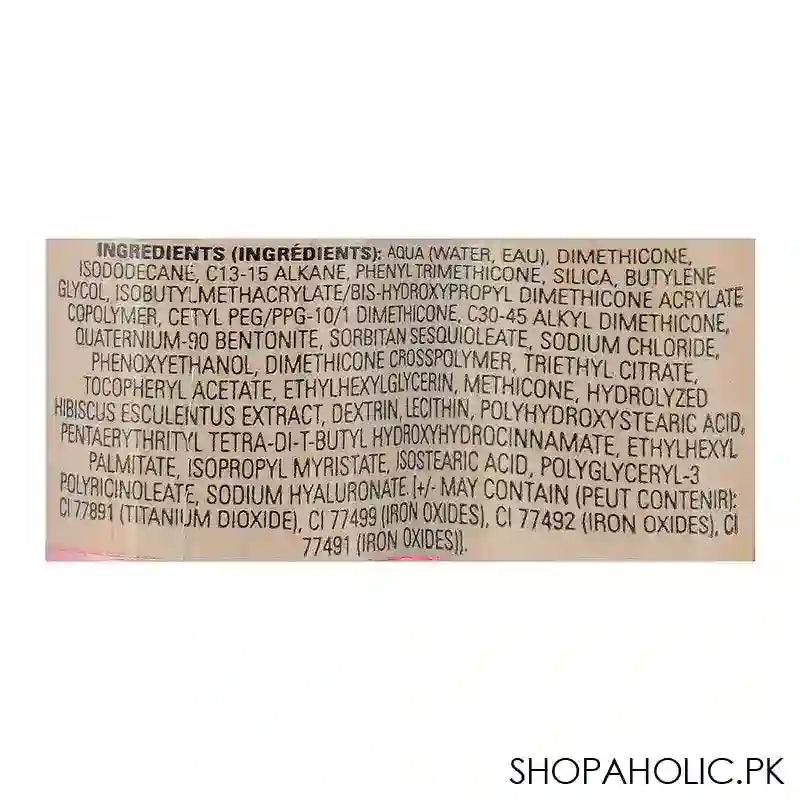 INGREDIENTS (INGRÉDIENTS): AQUA (WATER, EAU), DIMETHICONE,
ISODODECANE, C13-15 ALKANE, PHENYL TRIMETHICONE, SILICA, BUTYLENE
GLYCOL, ISOBUTYLMETHACRYLATE/BIS-HYDROXYPROPYL DIMETHICONE ACRYLATE
COPOLYMER, CETYL PEG/PPG-10/1 DIMETHICONE, C30-45 ALKYL DIMETHICONE,
QUATERNIUM-90 BENTONITE, SORBITAN SESQUIOLEATE, SODIUM CHLORIDE,
PHENOXYETHANOL, DIMETHICONE CROSSPOLYMER, TRIETHYL CITRATE,
TOCOPHERYL ACETATE, ETHYLHEXYLGLYCERIN, METHICONE, HYDROLYZED
HIBISCUS ESCULENTUS EXTRACT, DEXTRIN, LECITHIN, POLYHYDROXYSTEARIC ACID,
PENTAERYTHRITYL TETRA-DI-T-BUTYL HYDROXYHYDROCINNAMATE, ETHYLHEXYL
PALMITATE, ISOPROPYL MYRISTATE, ISOSTEARIC ACID, POLYGLYCERYL-3
POLYRICINOLEATE, SODIUM HYALURONATE. [+/- MAY CONTAIN (PEUT CONTENIR):
CI 77891 (TITANIUM DIOXIDE), CI 77499 (IRON OXIDES), CI 77492 (IRON OXIDES), CI
77491 (IRON OXIDES)].
SHOPAHOLIC.PK